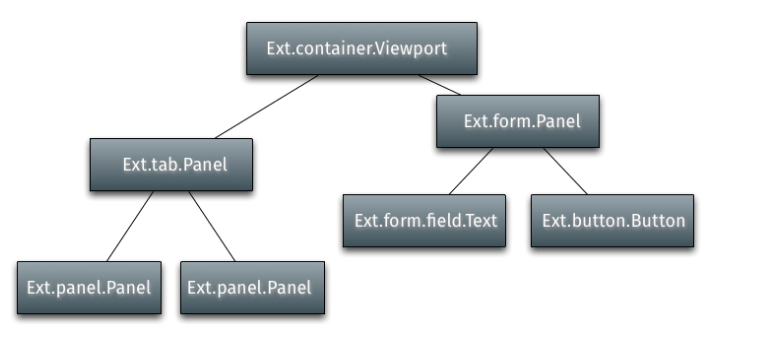 Ext.container.Viewport
Ext.form.Panel
Ext.tab.Panel
Ext.form.field.Text
Ext.button.Button
Ext.panel.Panel
Ext.panel.Panel